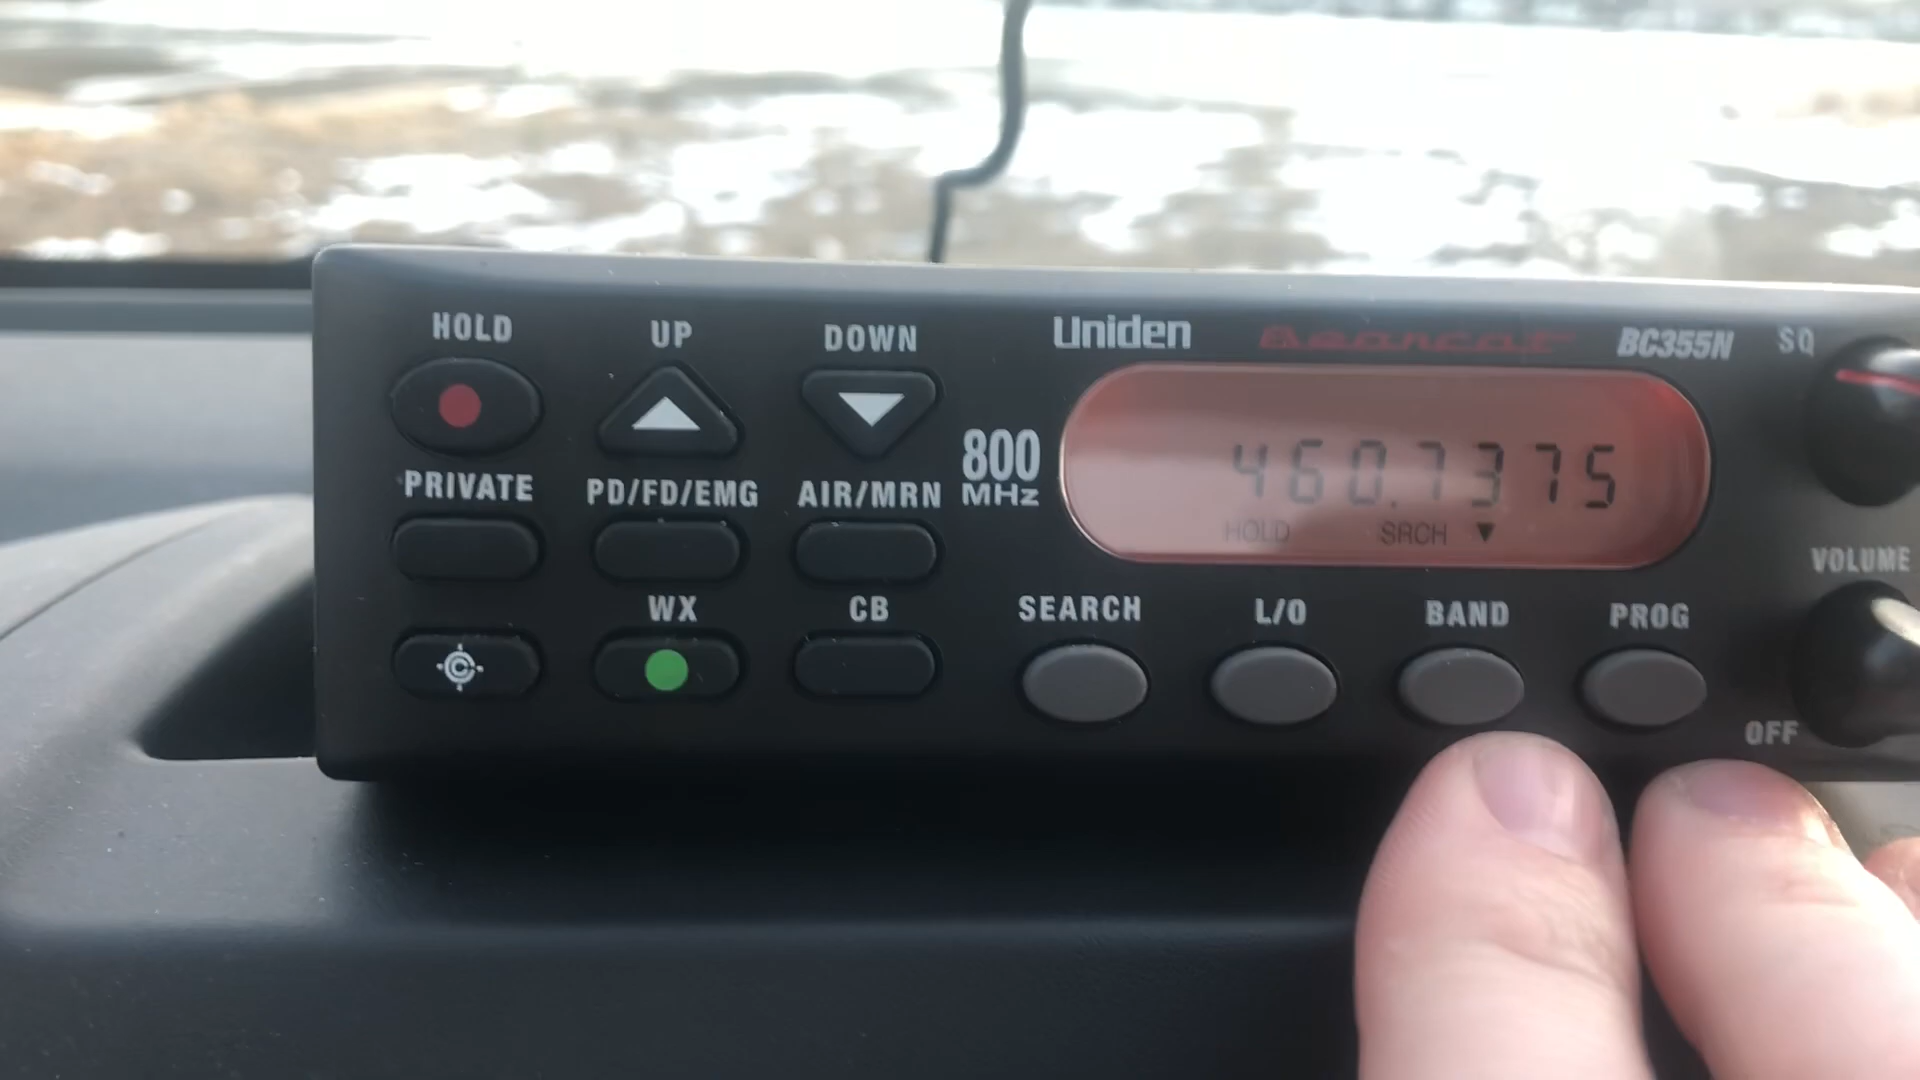 HOLD UP DOWN Uniden Bearcat BC355N SQ
800
MHz
460.7375
HOLD SRCH ▼
PRIVATE PD/FD/EMG AIR/MRN
VOLUME
WX CB SEARCH L/O BAND PROG
C
OFF